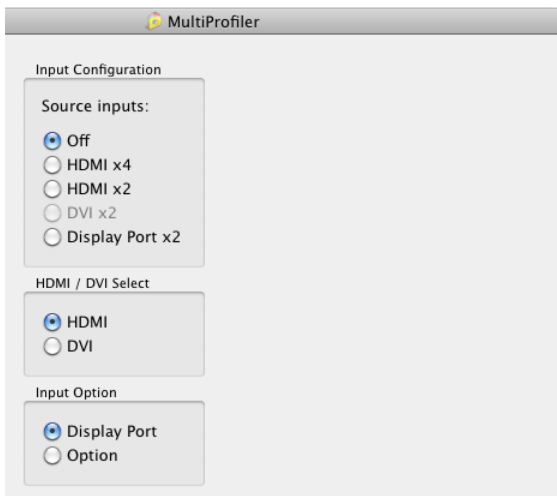 MultiProfiler
Input Configuration
Source inputs:
Off
HDMI x4
HDMI x2
DVI x2
Display Port x2
HDMI / DVI Select
HDMI
DVI
Input Option
Display Port
Option